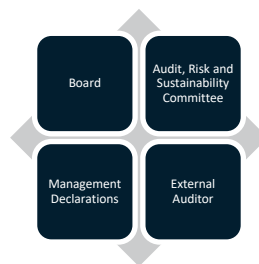 Board
Audit, Risk and
Sustainability
Committee
Management
Declarations
External
Auditor